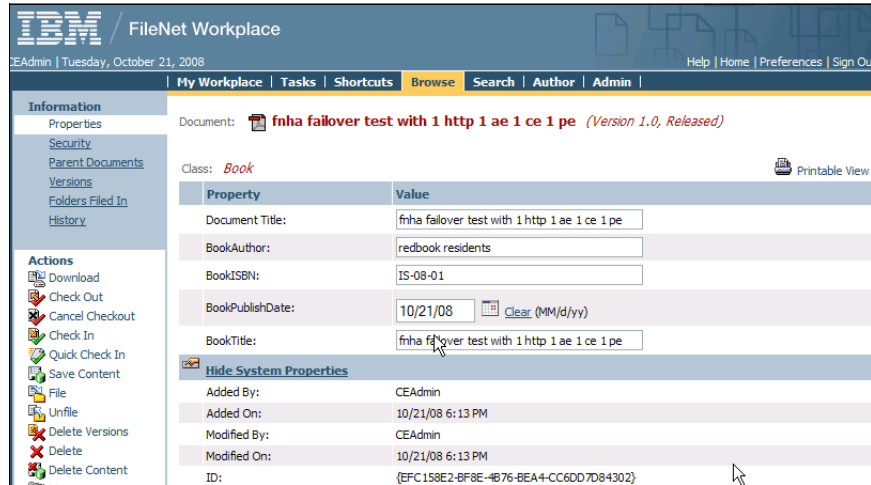 IBM FileNet Workplace
CEAdmin | Tuesday, October 21, 2008 Help | Home | Preferences | Sign Ou
My Workplace | Tasks | Shortcuts Browse Search | Author | Admin |
Information
Properties
Security
Parent Documents
Versions
Folders Filed In
History
Actions
Download
Check Out
Cancel Checkout
Check In
Quick Check In
Save Content
File
Unfile
Delete Versions
Delete
Delete Content
Document: fnha failover test with 1 http 1 ae 1 ce 1 pe (Version 1.0, Released)
Class: Book Printable View
Property Value
Document Title: fnha failover test with 1 http 1 ae 1 ce 1 pe
BookAuthor: redbook residents
BookISBN: IS-08-01
BookPublishDate: 10/21/08 Clear (MM/d/yy)
BookTitle: fnha failover test with 1 http 1 ae 1 ce 1 pe
Hide System Properties
Added By: CEAdmin
Added On: 10/21/08 6:13 PM
Modified By: CEAdmin
Modified On: 10/21/08 6:13 PM
ID: {EFC158E2-BF8E-4B76-BEA4-CC6DD7D84302}